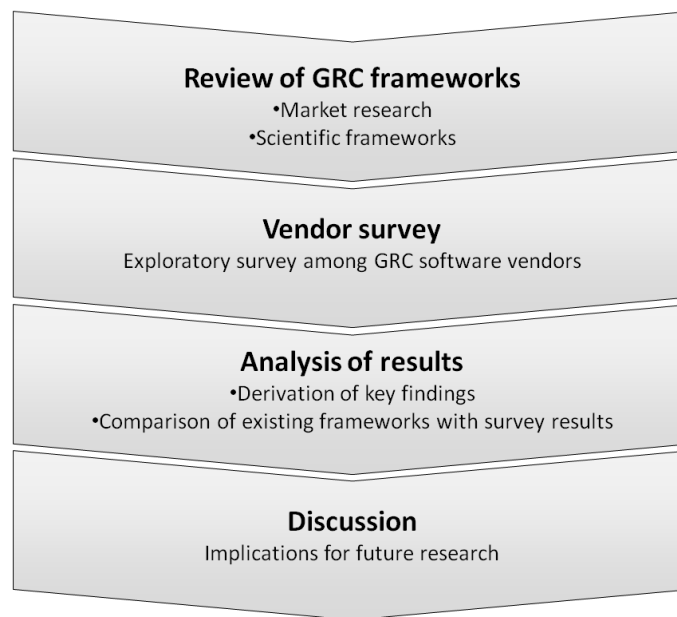 Review of GRC frameworks
•Market research
•Scientific frameworks
Vendor survey
Exploratory survey among GRC software vendors
Analysis of results
•Derivation of key findings
•Comparison of existing frameworks with survey results
Discussion
Implications for future research